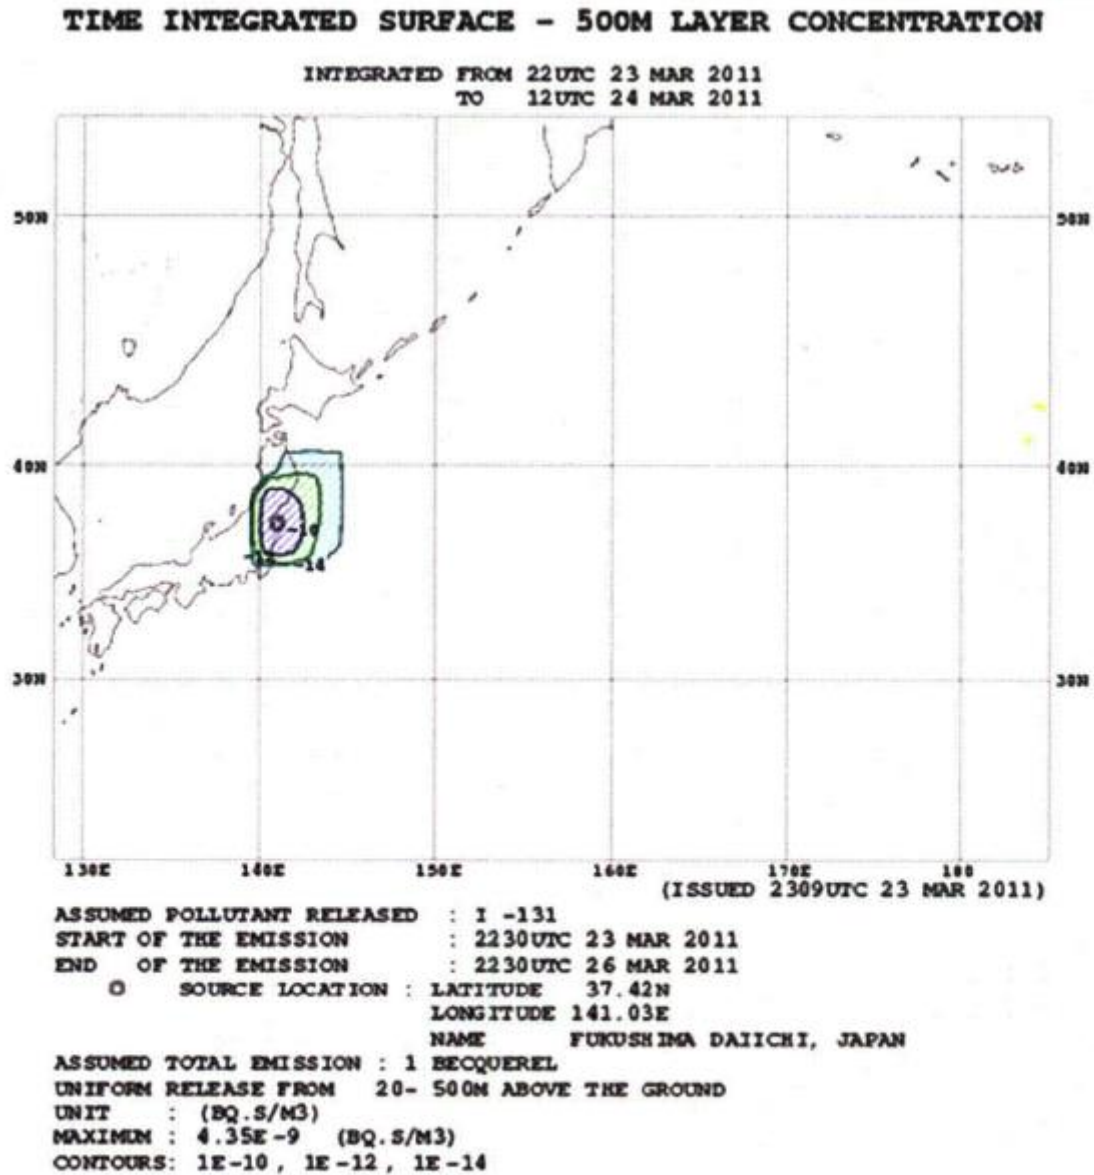 TIME INTEGRATED SURFACE - 500M LAYER CONCENTRATION
INTEGRATED FROM 22UTC 23 MAR 2011
TO 12UTC 24 MAR 2011
50N 50N
40N
30N 30N
-14
130E 140E 150E 160E 170E 180
(ISSUED 2309UTC 23 MAR 2011)
ASSUMED POLLUTANT RELEASED : I -131
START OF THE EMISSION : 2230UTC 23 MAR 2011
END OF THE EMISSION : 2230UTC 26 MAR 2011
SOURCE LOCATION : LATITUDE 37.42N
LONGITUDE 141.03E
NAME FUKUSHIMA DAIICHI, JAPAN
ASSUMED TOTAL EMISSION : 1 BECQUEREL
UNIFORM RELEASE FROM 20- 500M ABOVE THE GROUND
UNIT : (BQ.S/M3)
MAXIMUM : 4.35E-9 (BQ.S/M3)
CONTOURS: 1E-10, 1E-12, 1E-14